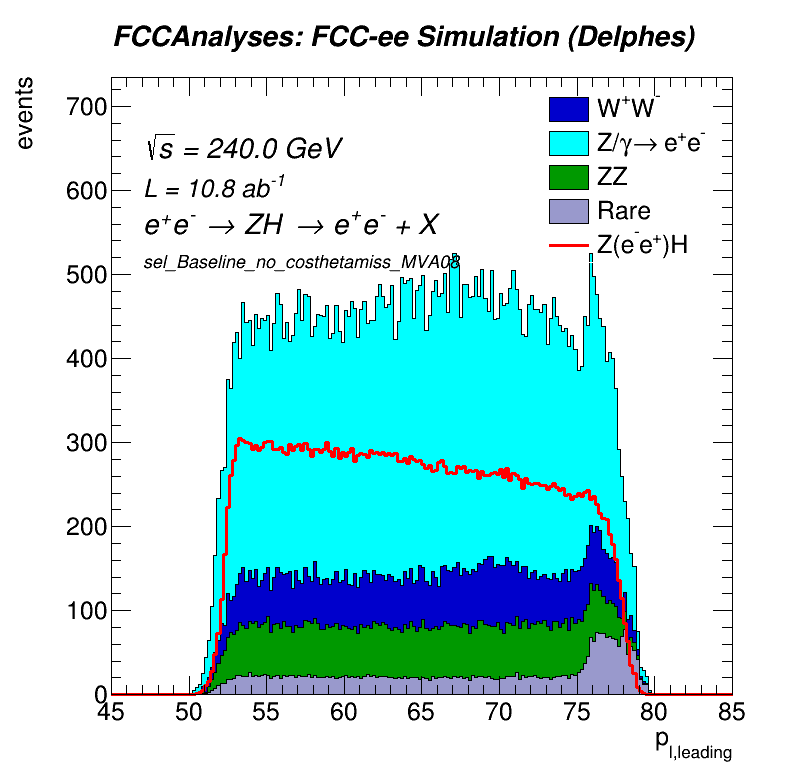 FCCAnalyses: FCC-ee Simulation (Delphes)
events
700
600
500
400
300
200
100
0
√s = 240.0 GeV
L = 10.8 ab⁻¹
e⁺e⁻ → ZH → e⁺e⁻ + X
sel_Baseline_no_costhetamiss_MVA08
W⁺W⁻
Z/γ→ e⁺e⁻
ZZ
Rare
Z(e⁻e⁺)H
45 50 55 60 65 70 75 80 85
p_l,leading